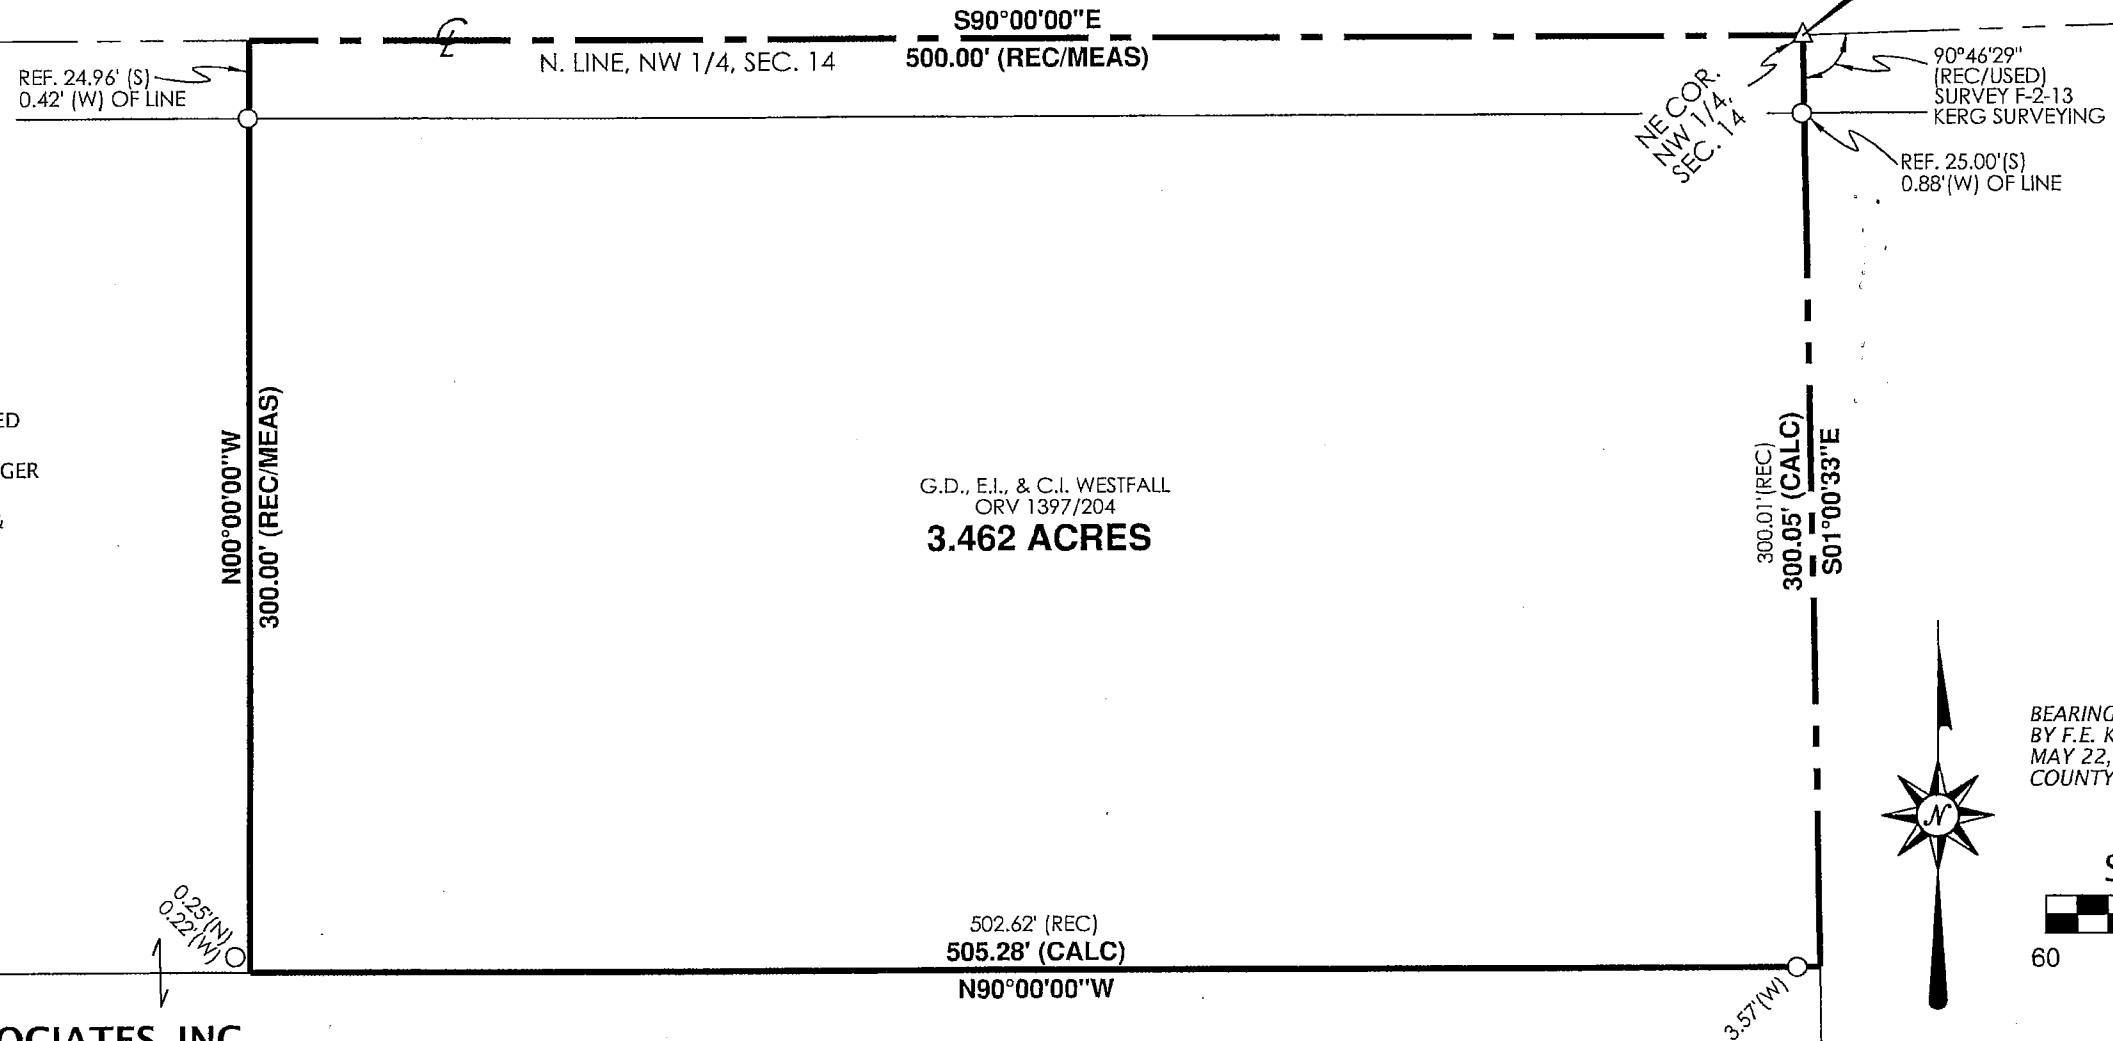 S90°00'00"E
500.00' (REC/MEAS)
N. LINE, NW 1/4, SEC. 14
REF. 24.96' (S)
0.42' (W) OF LINE
NE COR.
NW 1/4,
SEC. 14
90°46'29"
(REC/USED)
SURVEY F-2-13
KERG SURVEYING
REF. 25.00'(S)
0.88'(W) OF LINE
ED
GER
&
N00°00'00"W
300.00' (REC/MEAS)
G.D., E.I., & C.I. WESTFALL
ORV 1397/204
3.462 ACRES
300.01'(REC)
300.05' (CALC)
S01°00'33"E
BEARING
BY F.E. K
MAY 22,
COUNTY
N
S
60
0.25'(N)
0.22'(W)
502.62' (REC)
505.28' (CALC)
N90°00'00"W
3.57'(W)
OCIATES, INC